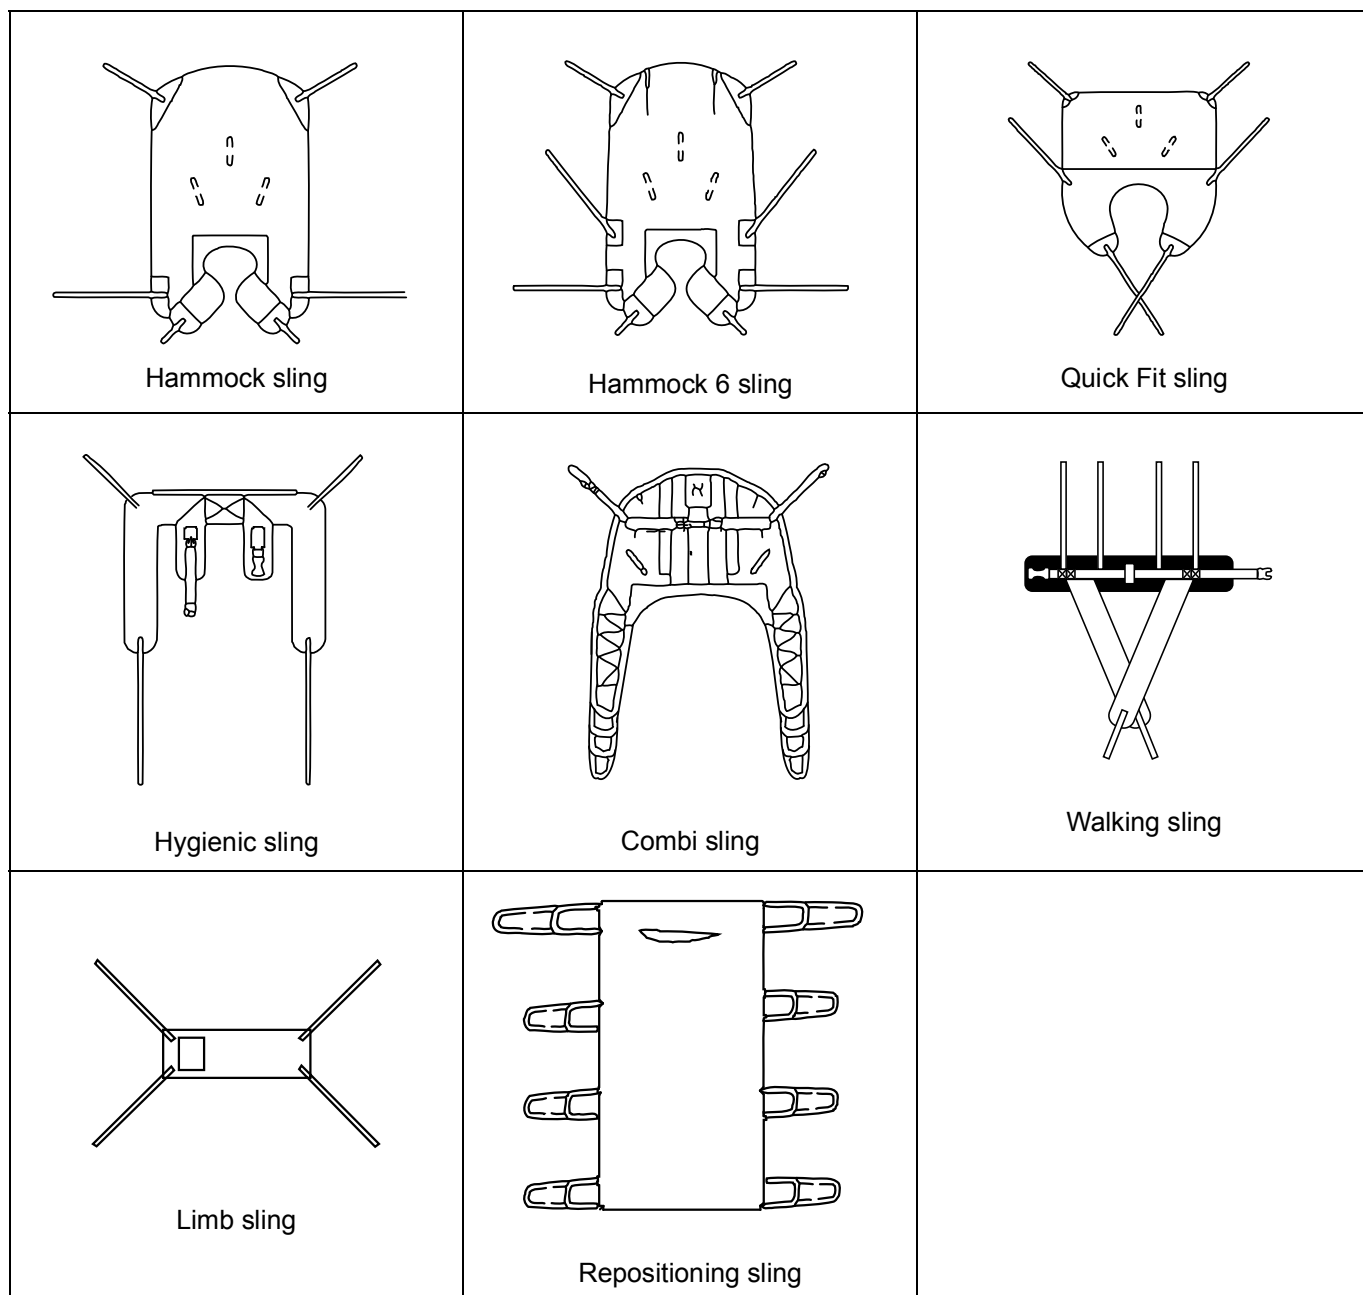 Hammock sling
Hammock 6 sling
Quick Fit sling
Hygienic sling
Combi sling
Walking sling
Limb sling
Repositioning sling